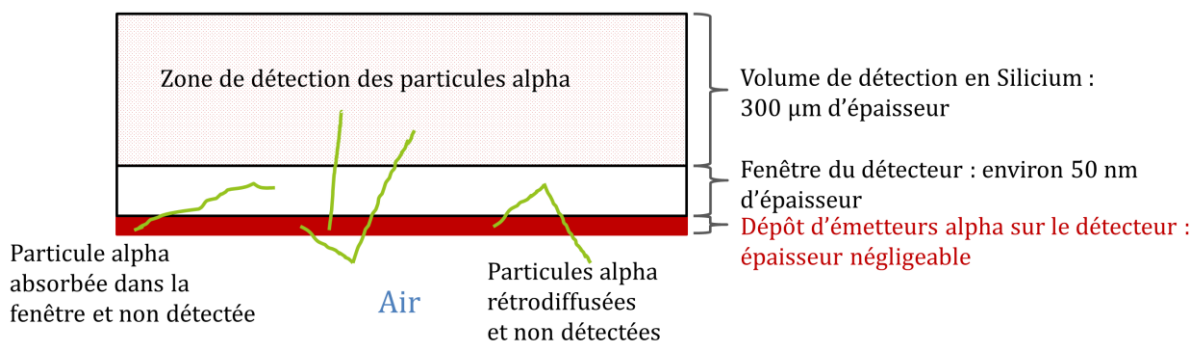 Zone de détection des particules alpha
Volume de détection en Silicium :
300 µm d’épaisseur
Fenêtre du détecteur : environ 50 nm
d’épaisseur
Dépôt d’émetteurs alpha sur le détecteur :
épaisseur négligeable
Particule alpha
absorbée dans la
fenêtre et non détectée
Air
Particules alpha
rétrodiffusées
et non détectées